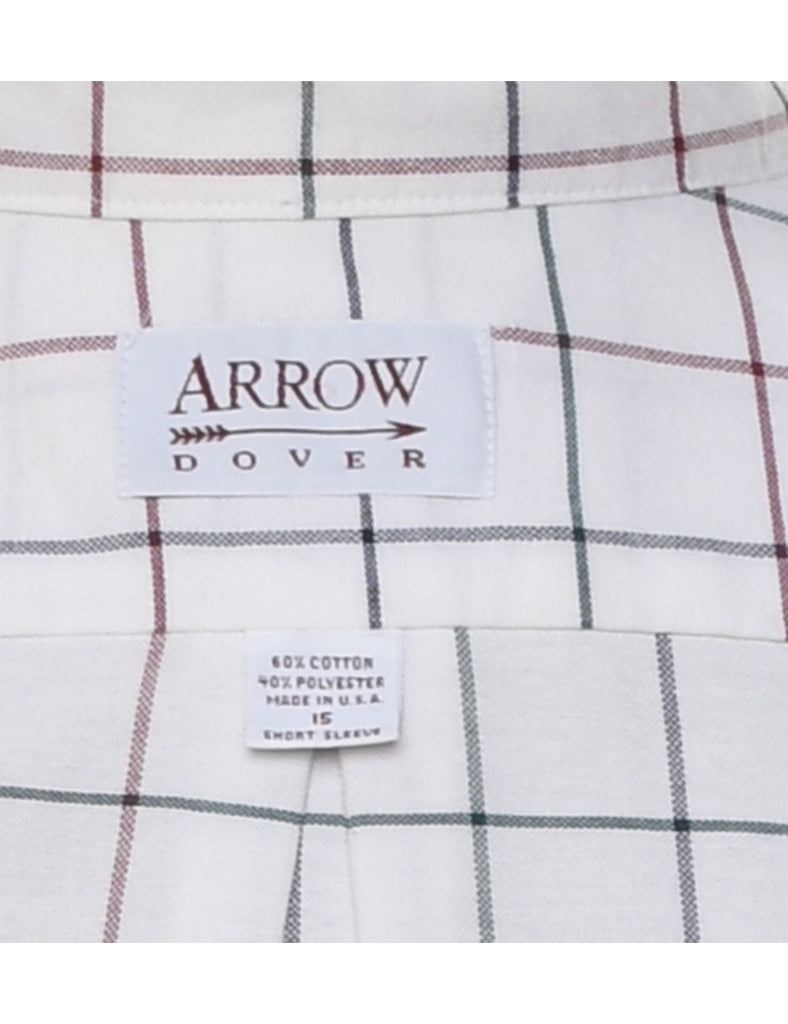 ARROW
DOVER
60% COTTON
40% POLYESTER
MADE IN U.S.A.
15
SHORT SLEEVE